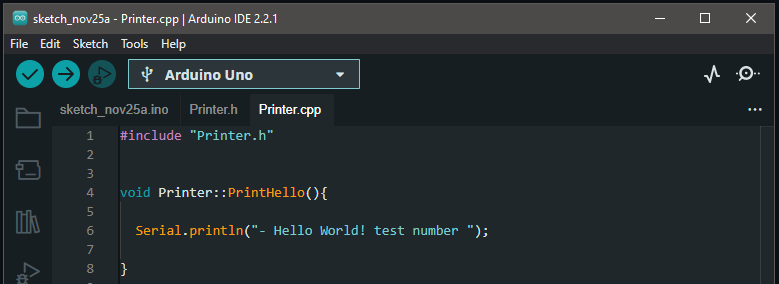 sketch_nov25a - Printer.cpp | Arduino IDE 2.2.1
File Edit Sketch Tools Help
Arduino Uno
sketch_nov25a.ino Printer.h Printer.cpp ...
1 #include "Printer.h"
2
3
4 void Printer::PrintHello(){
5
6 Serial.println("- Hello World! test number ");
7
8 }